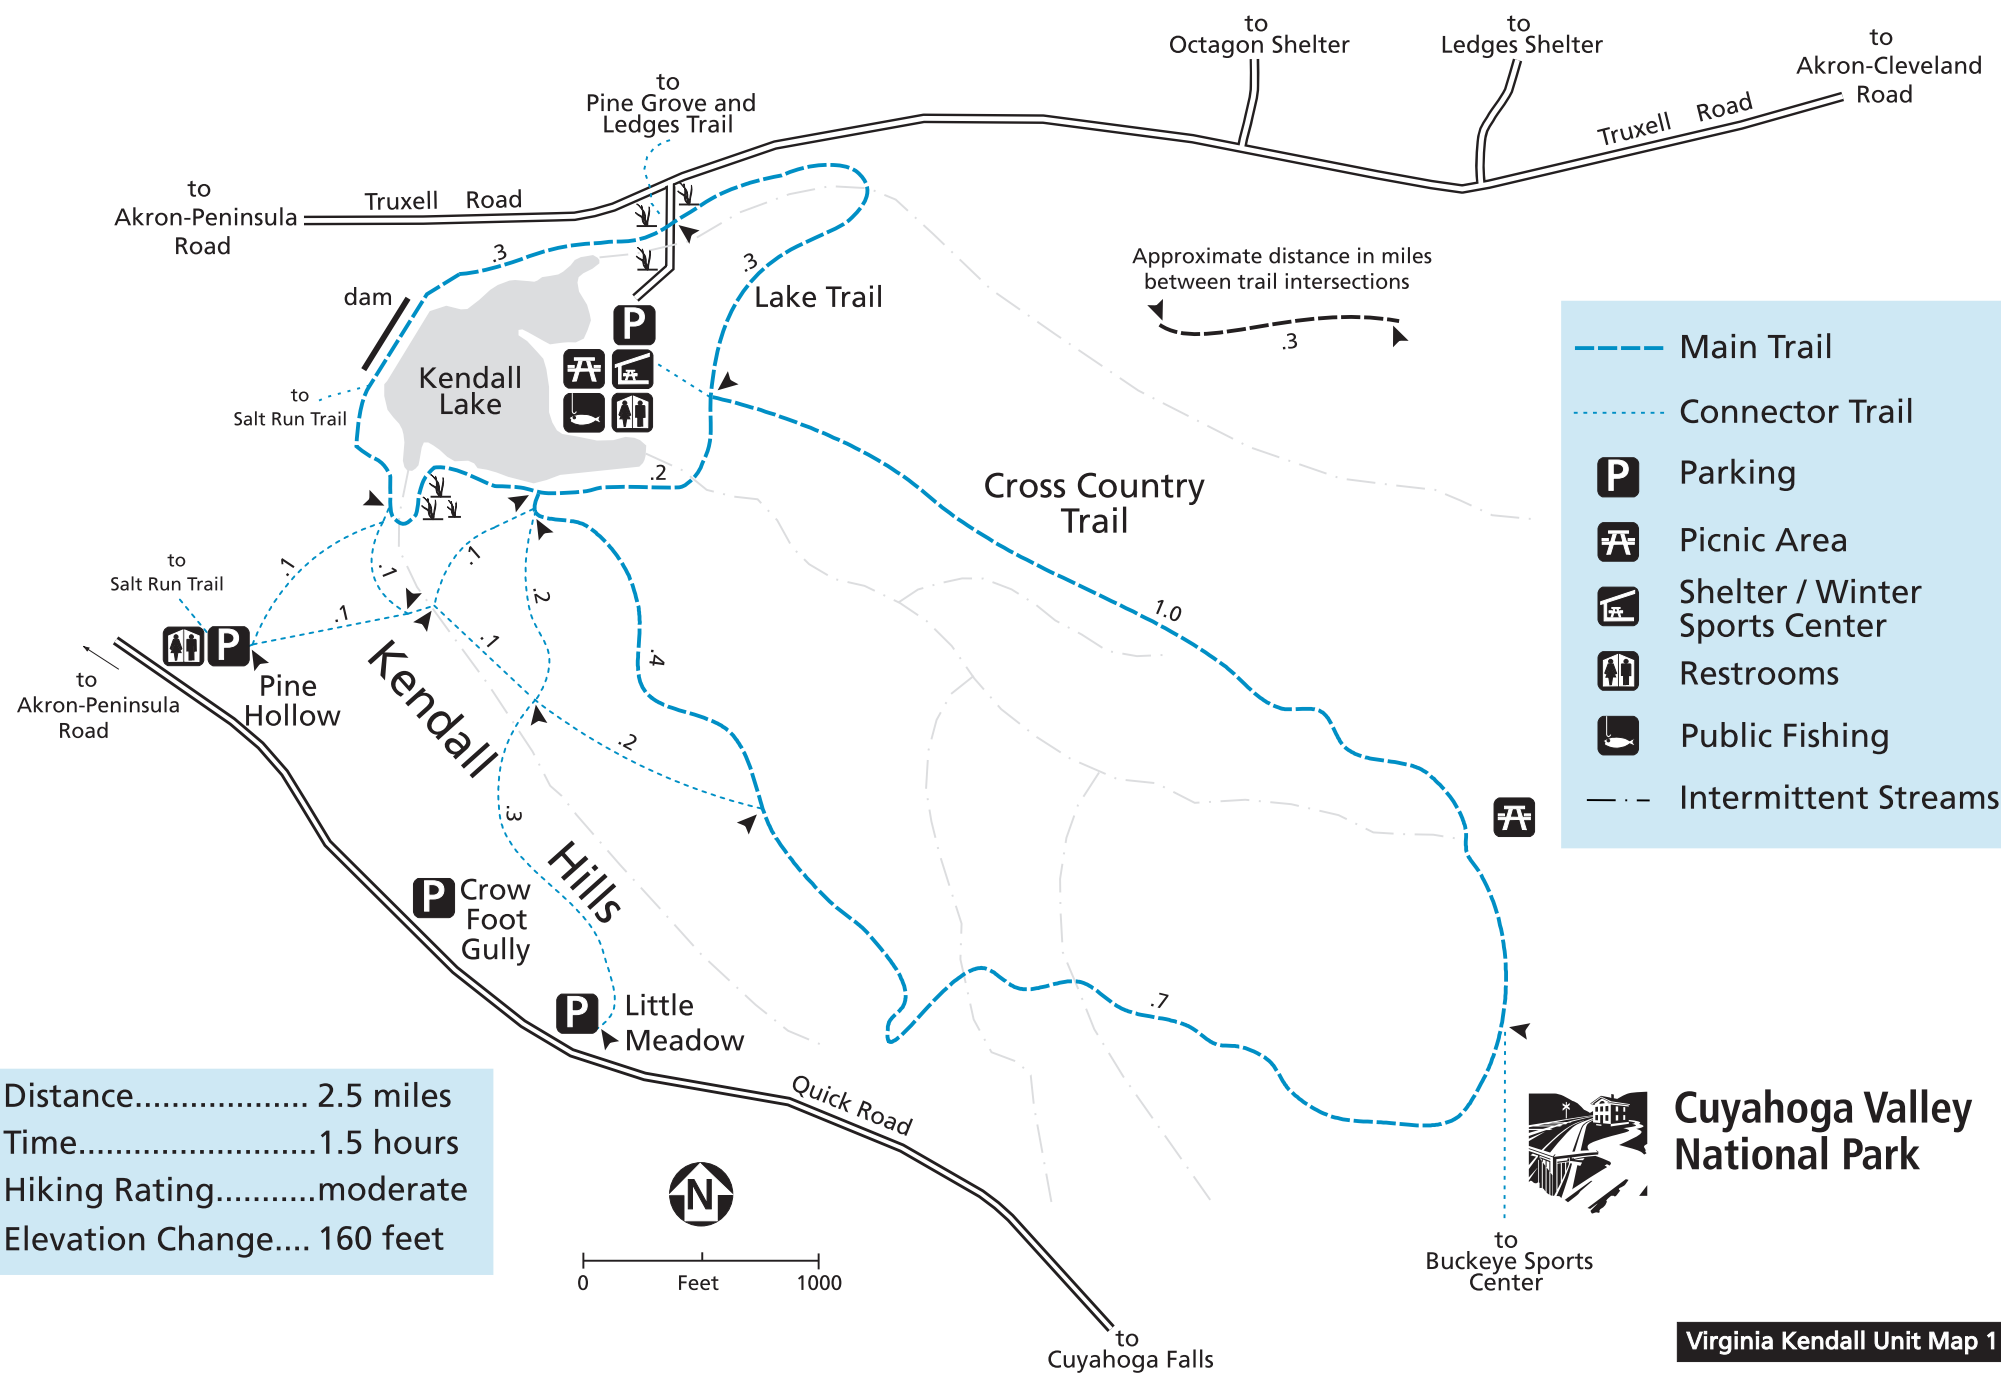 to
Octagon Shelter
to
Ledges Shelter
to
Akron-Cleveland
Road
to
Pine Grove and
Ledges Trail
Truxell Road
to
Akron-Peninsula
Road
Truxell Road
.3
.3
Lake Trail
dam
Approximate distance in miles
between trail intersections
.3
P
Kendall
Lake
to
Salt Run Trail
.2
Cross Country
Trail
1.0
.1
.1
.1
.2
.1
.1
.4
.2
.3
to
Salt Run Trail
P
Pine
Hollow
to
Akron-Peninsula
Road
Kendall
Hills
P
Crow
Foot
Gully
P
Little
Meadow
.7
Quick Road
Main Trail
Connector Trail
P
Parking
Picnic Area
Shelter / Winter
Sports Center
Restrooms
Public Fishing
Intermittent Streams
Distance................... 2.5 miles
Time..........................1.5 hours
Hiking Rating...........moderate
Elevation Change.... 160 feet
N
0 Feet 1000
to
Cuyahoga Falls
to
Buckeye Sports
Center
Cuyahoga Valley
National Park
Virginia Kendall Unit Map 1